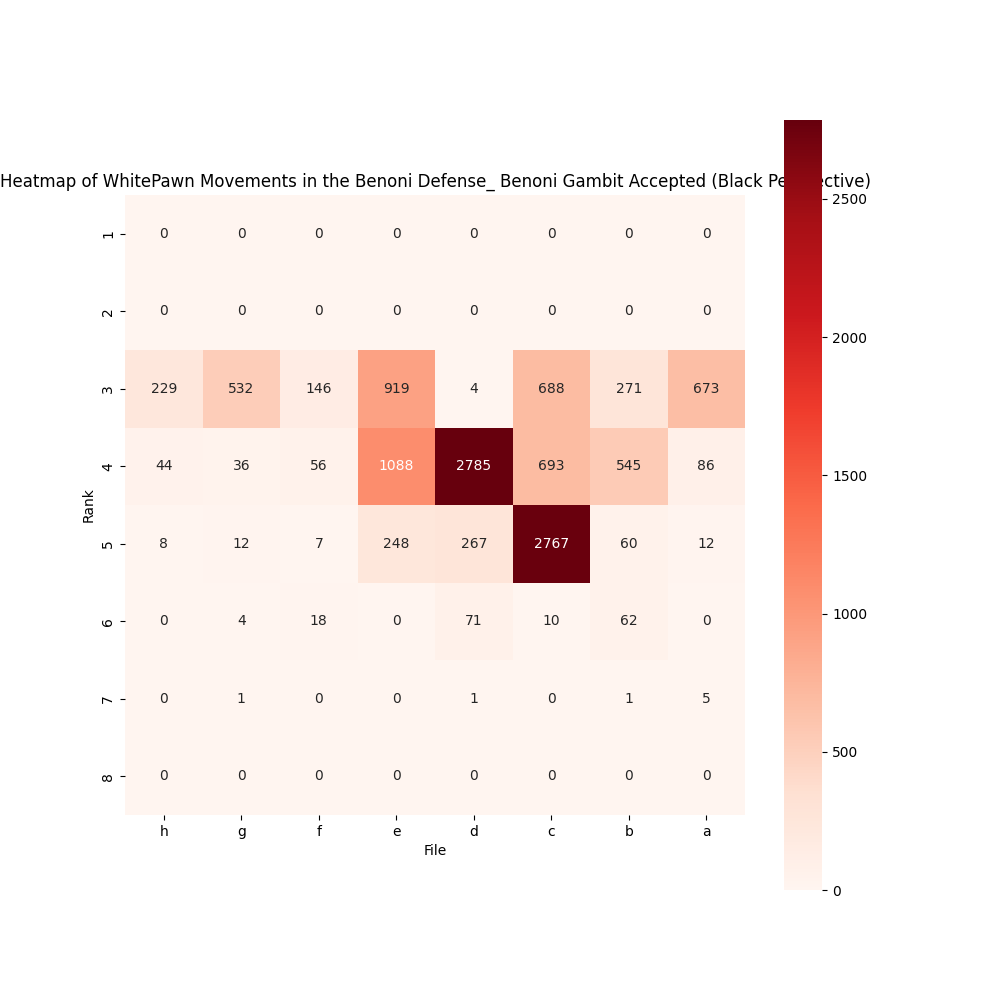 Heatmap of WhitePawn Movements in the Benoni Defense_ Benoni Gambit Accepted (Black Pe ective)
2500
1 0 0 0 0 0 0 0 0
2 0 0 0 0 0 0 0 0
2000
3 229 532 146 919 4 688 271 673
4 44 36 56 1088 2785 693 545 86
1500
Rank
5 8 12 7 248 267 2767 60 12
1000
6 0 4 18 0 71 10 62 0
7 0 1 0 0 1 0 1 5
500
8 0 0 0 0 0 0 0 0
h g f e d c b a
File
0